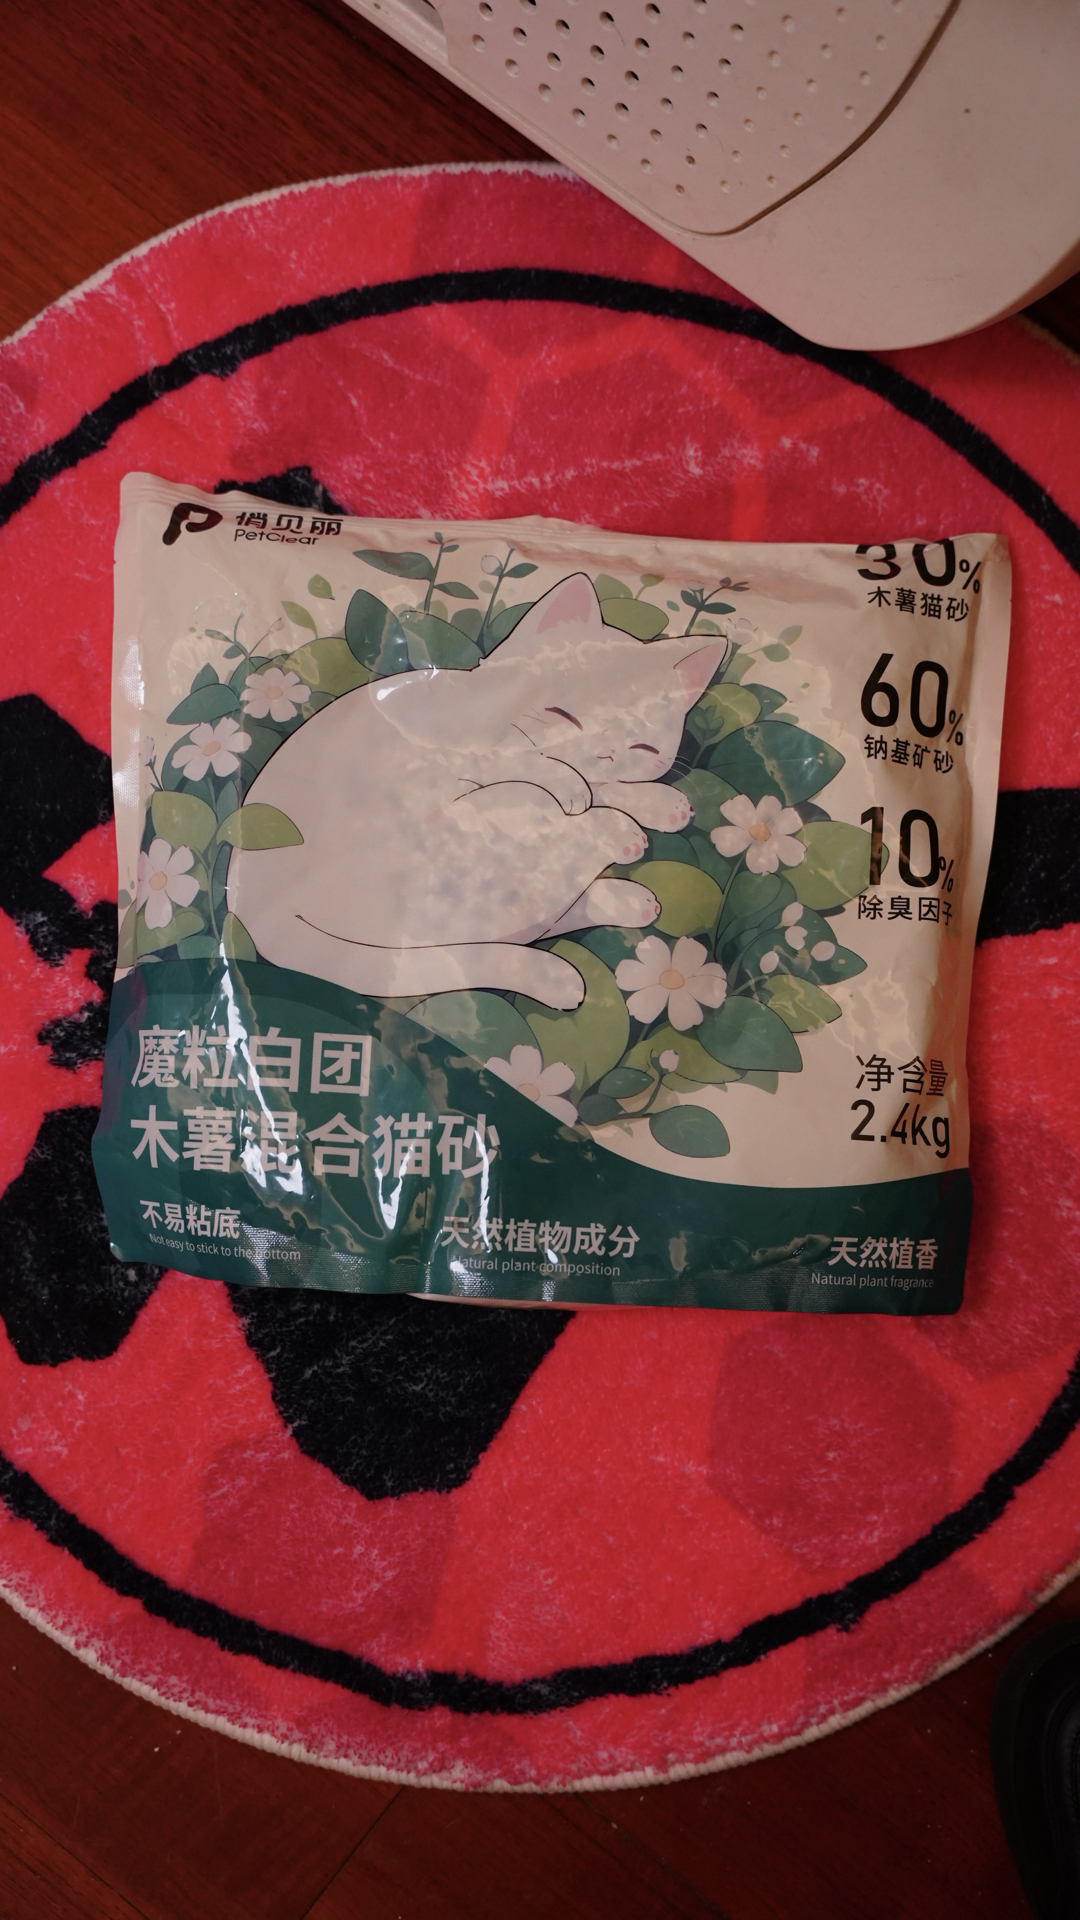 俏贝丽
PetClear
30%
木薯猫砂
60%
钠基矿砂
10%
除臭因子
净含量
2.4kg
魔粒白团
木薯混合猫砂
不易粘底
Not easy to stick to the bottom
天然植物成分
Natural plant composition
天然植香
Natural plant fragrance